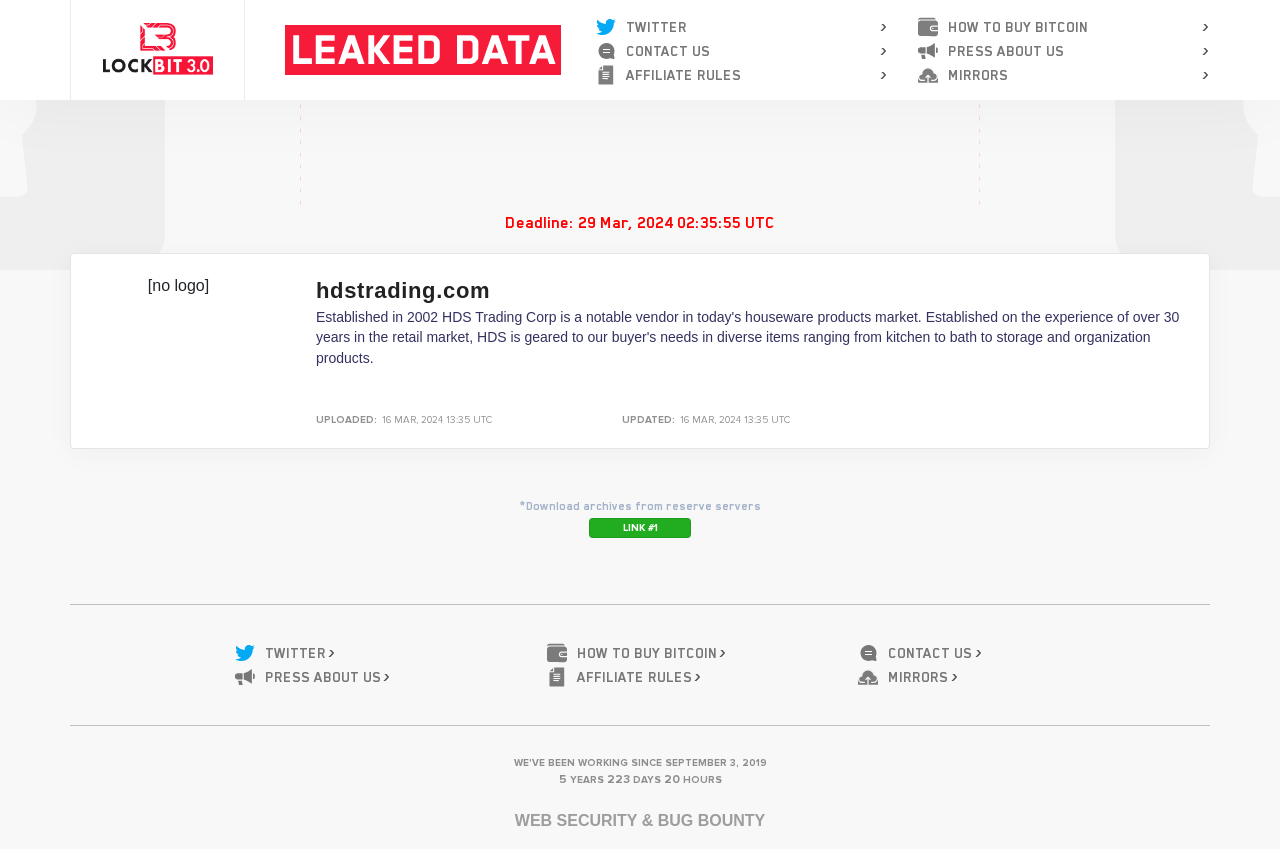 LOCKBIT 3.0
LEAKED DATA
TWITTER
CONTACT US
AFFILIATE RULES
HOW TO BUY BITCOIN
PRESS ABOUT US
MIRRORS
Deadline: 29 Mar, 2024 02:35:55 UTC
[no logo]
hdstrading.com
Established in 2002 HDS Trading Corp is a notable vendor in today's houseware products market. Established on the experience of over 30
years in the retail market, HDS is geared to our buyer's needs in diverse items ranging from kitchen to bath to storage and organization
products.
UPLOADED: 16 MAR, 2024 13:35 UTC
UPDATED: 16 MAR, 2024 13:35 UTC
*Download archives from reserve servers
LINK #1
TWITTER
HOW TO BUY BITCOIN
CONTACT US
PRESS ABOUT US
AFFILIATE RULES
MIRRORS
WE'VE BEEN WORKING SINCE SEPTEMBER 3, 2019
5 YEARS 223 DAYS 20 HOURS
WEB SECURITY & BUG BOUNTY